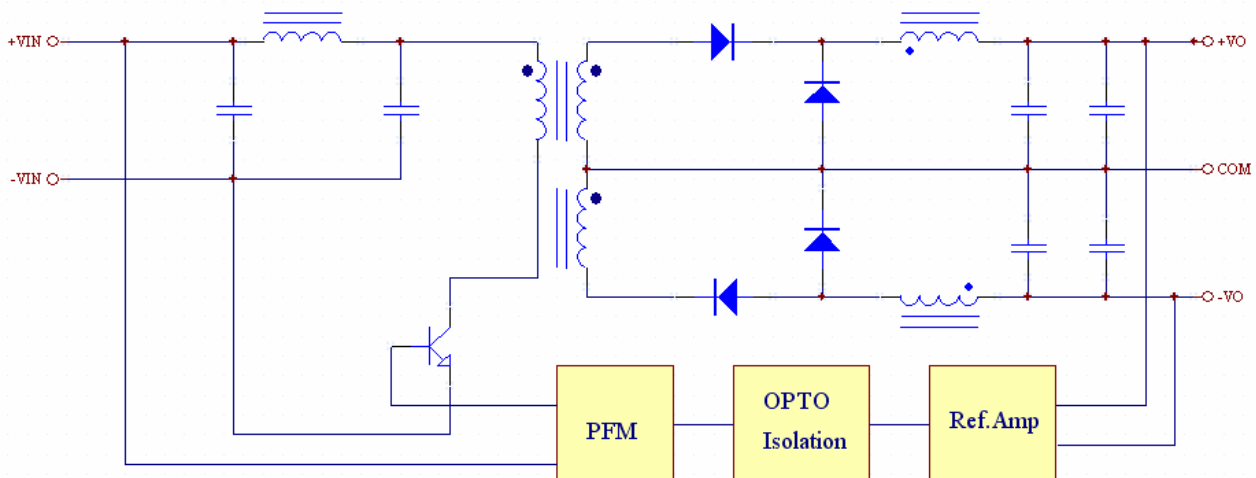 +VIN
+VO
-VIN
COM
-VO
PFM
OPTO
Isolation
Ref.Amp